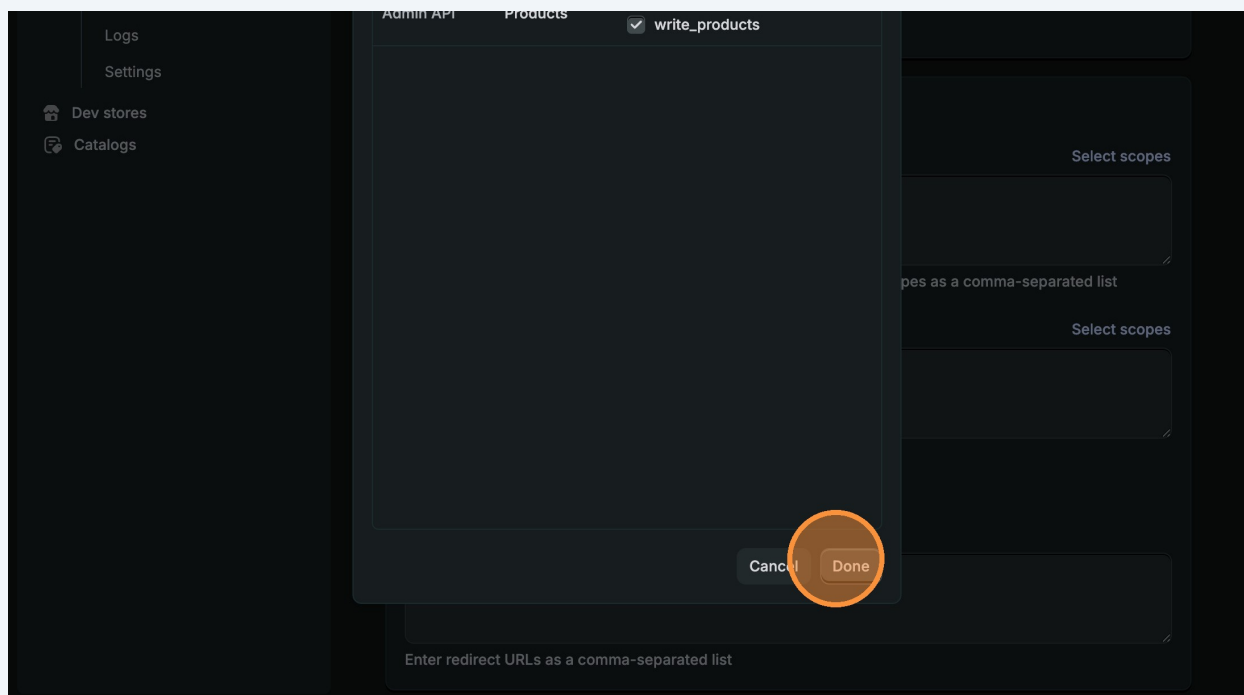 Admin API
Products
write_products
Logs
Settings
Dev stores
Catalogs
Select scopes
pes as a comma-separated list
Select scopes
Cancel
Done
Enter redirect URLs as a comma-separated list